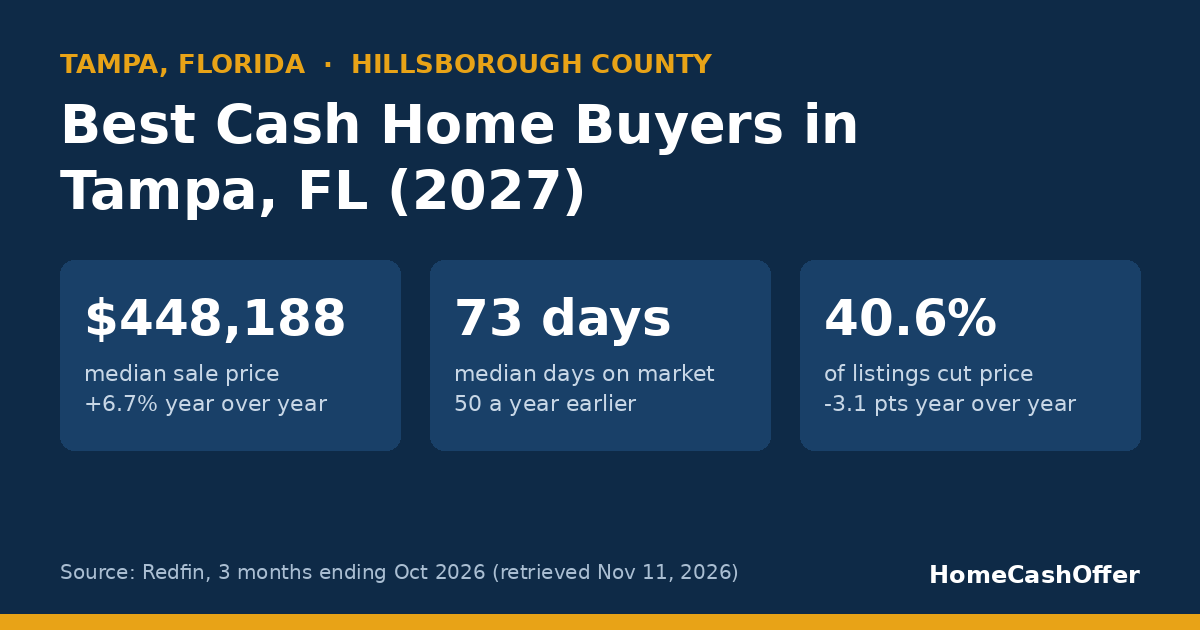 TAMPA, FLORIDA · HILLSBOROUGH COUNTY
Best Cash Home Buyers in
Tampa, FL (2027)
$448,188
median sale price
+6.7% year over year
73 days
median days on market
50 a year earlier
40.6%
of listings cut price
-3.1 pts year over year
Source: Redfin, 3 months ending Oct 2026 (retrieved Nov 11, 2026)
HomeCashOffer